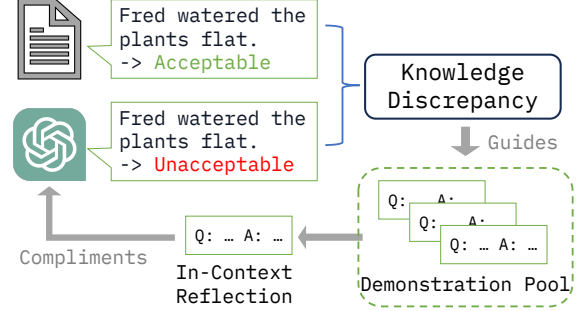 Fred watered the
plants flat.
-> Acceptable
Knowledge
Discrepancy
Fred watered the
plants flat.
-> Unacceptable
Guides
Q: A:
Q: A:
Q: … A: …
Q: … A: …
Compliments
In-Context
Reflection
Demonstration Pool